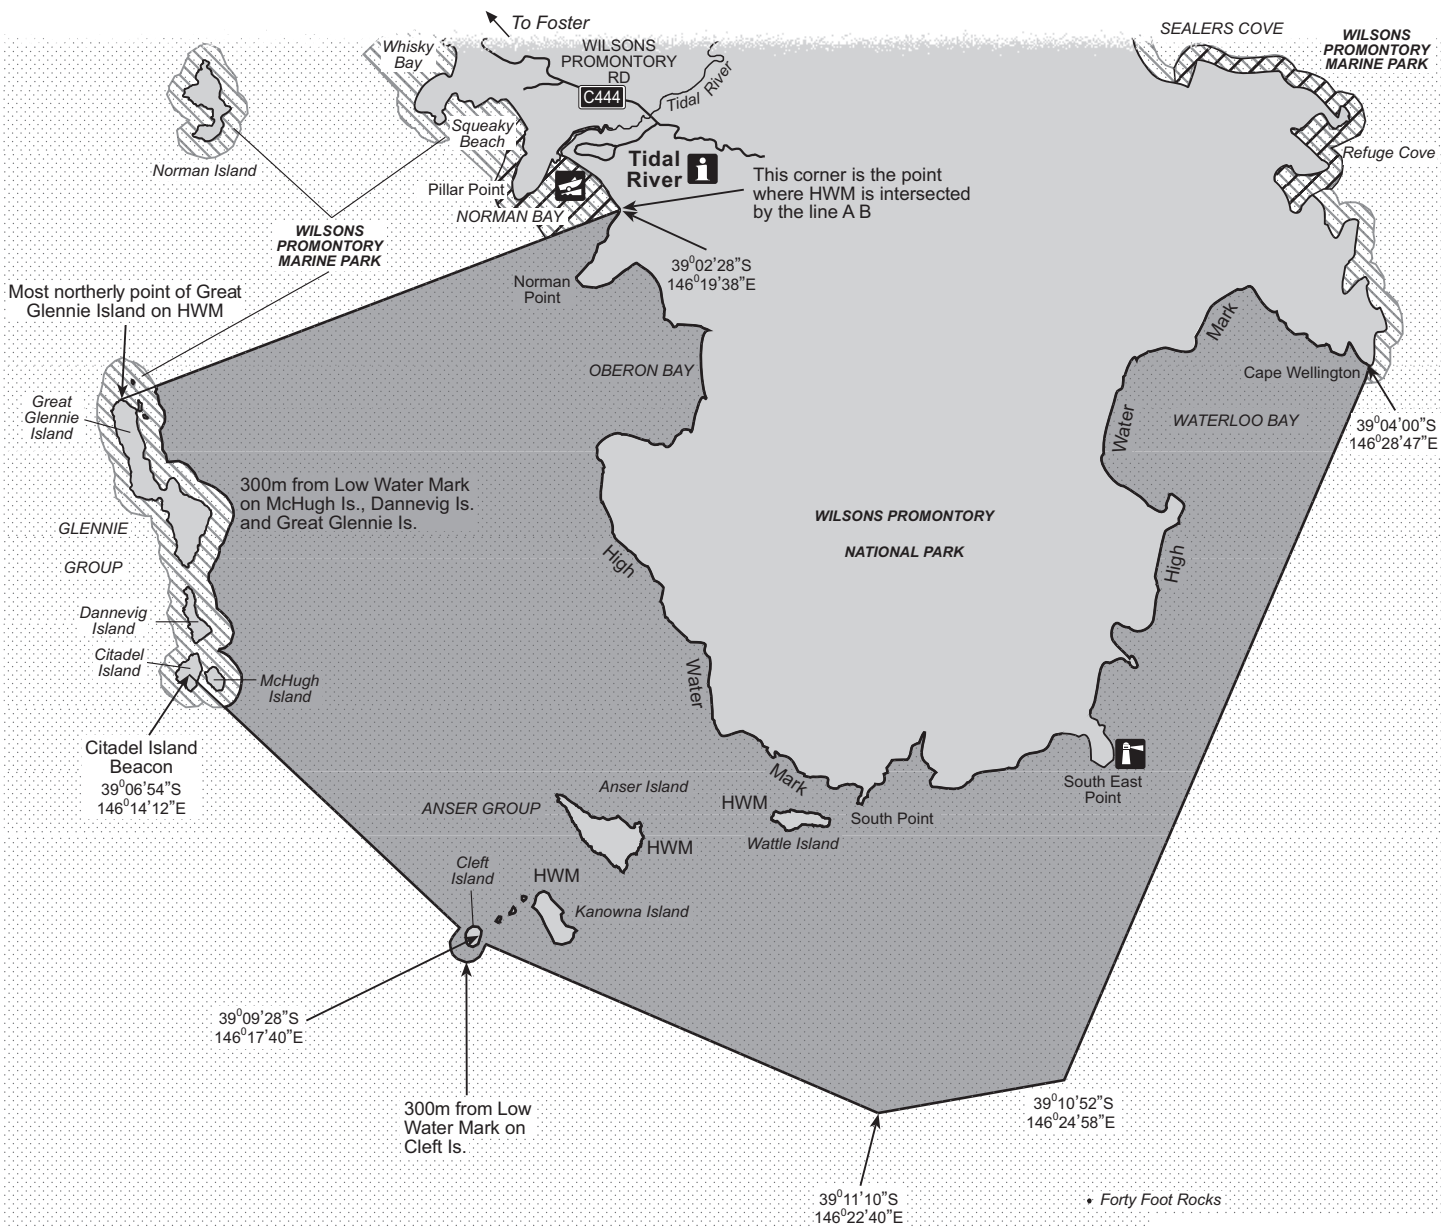 To Foster
Whisky
Bay
WILSONS
PROMONTORY
RD
C444
Tidal River
SEALERS COVE
WILSONS
PROMONTORY
MARINE PARK
Squeaky
Beach
Norman Island
Refuge Cove
Tidal
River
Pillar Point
NORMAN BAY
This corner is the point
where HWM is intersected
by the line A B
WILSONS
PROMONTORY
MARINE PARK
39⁰02'28"S
146⁰19'38"E
Norman
Point
Most northerly point of Great
Glennie Island on HWM
OBERON BAY
Mark
Cape Wellington
Great
Glennie
Island
Water
WATERLOO BAY
39⁰04'00"S
146⁰28'47"E
300m from Low Water Mark
on McHugh Is., Dannevig Is.
and Great Glennie Is.
GLENNIE
GROUP
WILSONS PROMONTORY
NATIONAL PARK
High
High
Dannevig
Island
Citadel
Island
McHugh
Island
Water
Citadel Island
Beacon
39⁰06'54"S
146⁰14'12"E
Mark
South East
Point
Anser Island
ANSER GROUP
HWM
South Point
Wattle Island
HWM
Cleft
Island
HWM
Kanowna Island
39⁰09'28"S
146⁰17'40"E
300m from Low
Water Mark on
Cleft Is.
39⁰10'52"S
146⁰24'58"E
39⁰11'10"S
146⁰22'40"E
Forty Foot Rocks